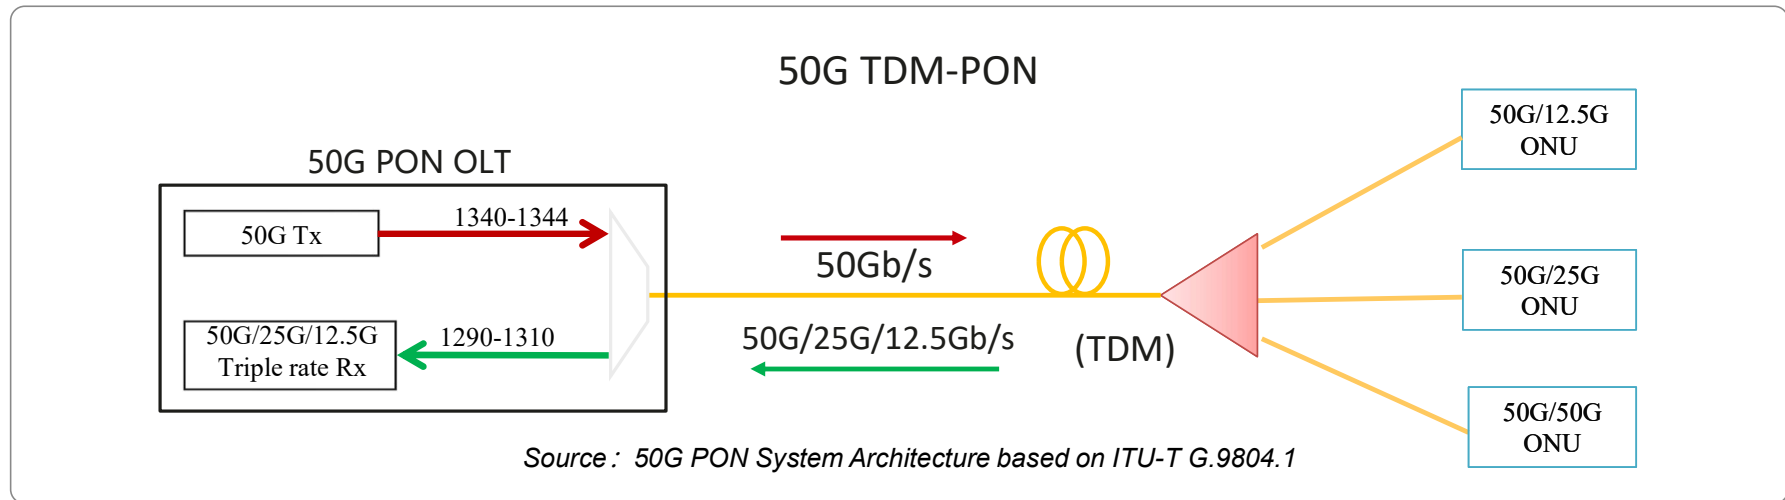 50G TDM-PON
50G PON OLT
50G Tx
1340-1344
50G/25G/12.5G
Triple rate Rx
1290-1310
50Gb/s
50G/25G/12.5Gb/s
(TDM)
50G/12.5G
ONU
50G/25G
ONU
50G/50G
ONU
Source：50G PON System Architecture based on ITU-T G.9804.1